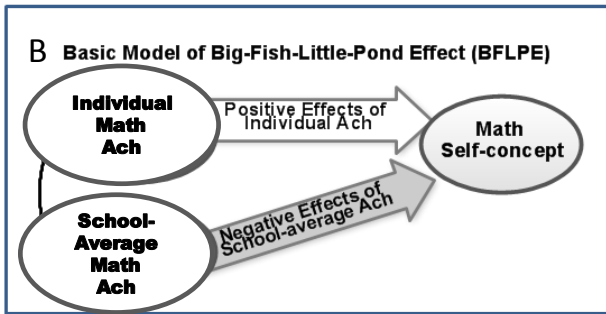 B Basic Model of Big-Fish-Little-Pond Effect (BFLPE)
Individual
Math
Ach
Positive Effects of
Individual Ach
Math
Self-concept
School-
Average
Math
Ach
Negative Effects of
School-average Ach